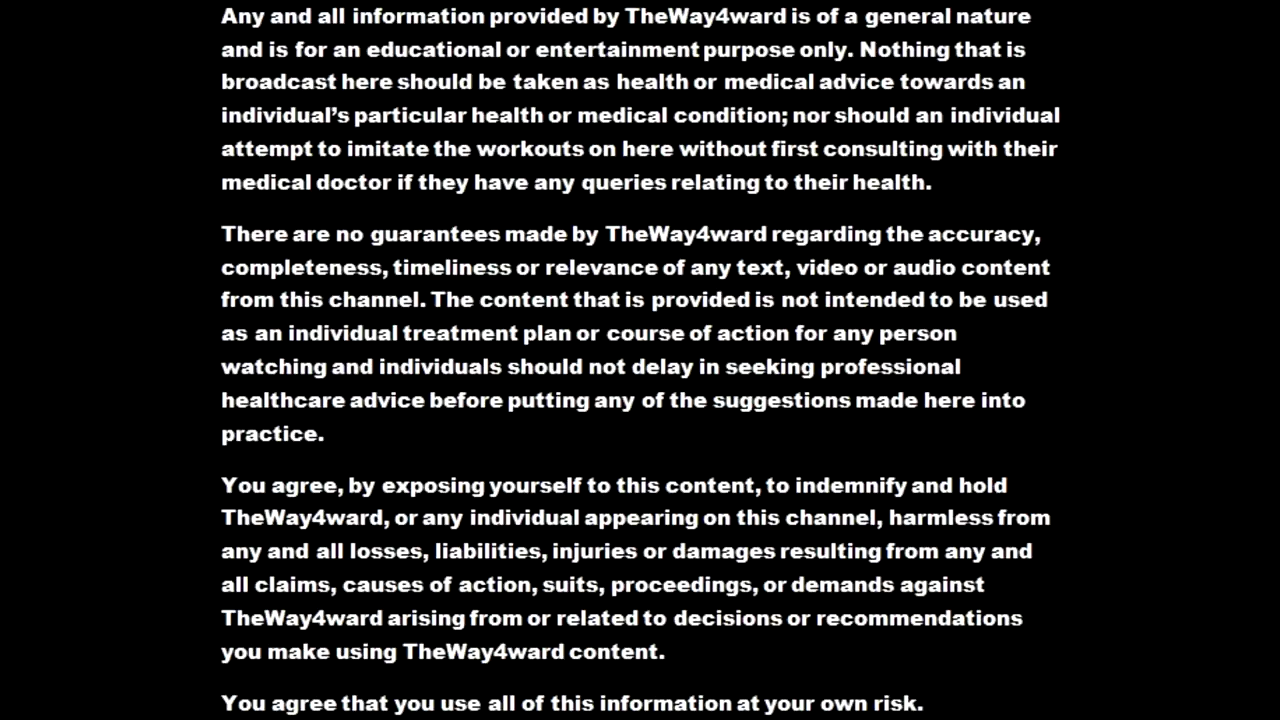 Any and all information provided by TheWay4ward is of a general nature
and is for an educational or entertainment purpose only. Nothing that is
broadcast here should be taken as health or medical advice towards an
individual’s particular health or medical condition; nor should an individual
attempt to imitate the workouts on here without first consulting with their
medical doctor if they have any queries relating to their health.
There are no guarantees made by TheWay4ward regarding the accuracy,
completeness, timeliness or relevance of any text, video or audio content
from this channel. The content that is provided is not intended to be used
as an individual treatment plan or course of action for any person
watching and individuals should not delay in seeking professional
healthcare advice before putting any of the suggestions made here into
practice.
You agree, by exposing yourself to this content, to indemnify and hold
TheWay4ward, or any individual appearing on this channel, harmless from
any and all losses, liabilities, injuries or damages resulting from any and
all claims, causes of action, suits, proceedings, or demands against
TheWay4ward arising from or related to decisions or recommendations
you make using TheWay4ward content.
You agree that you use all of this information at your own risk.